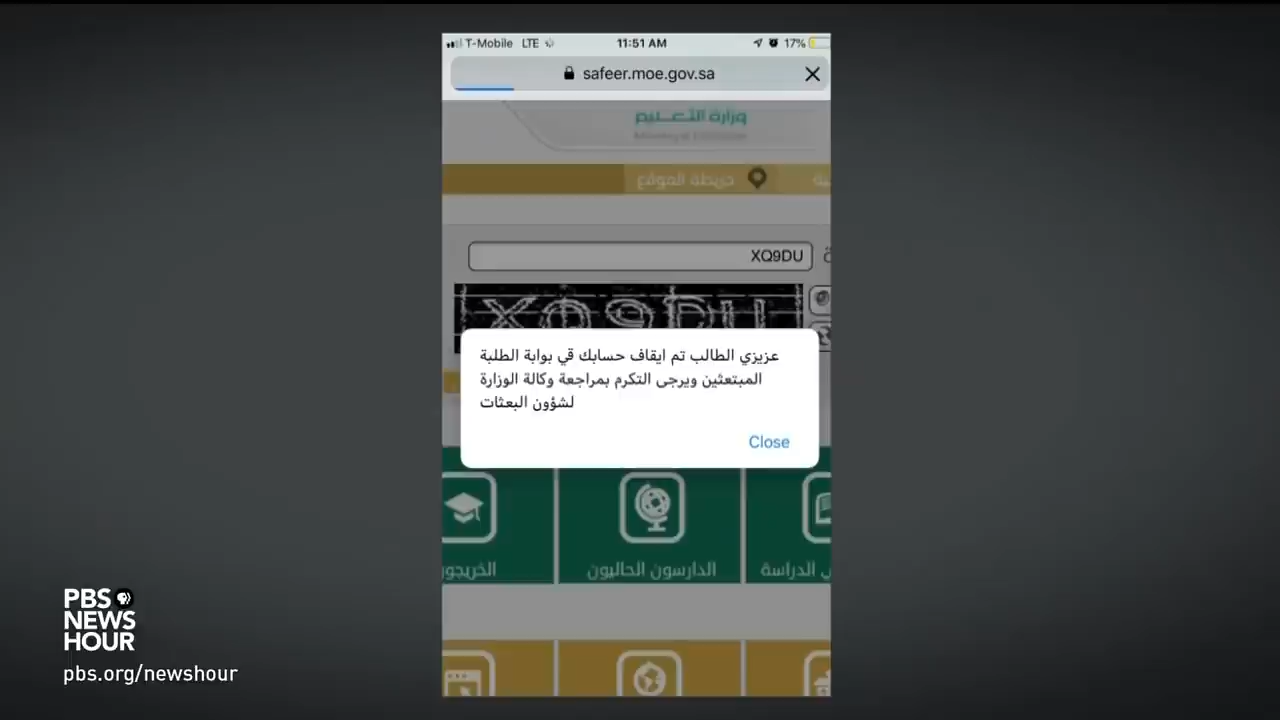 T-Mobile LTE 11:51 AM 17%
safeer.moe.gov.sa
وزارة التعليم
خريطة الموقع
XQ9DU
XQ9DU
عزيزي الطالب تم ايقاف حسابك قي بوابة الطلبة
المبتعثين ويرجى التكرم بمراجعة وكالة الوزارة
لشؤون البعثات
Close
الدارسون الحاليون
الدراسة
PBS
NEWS
HOUR
pbs.org/newshour